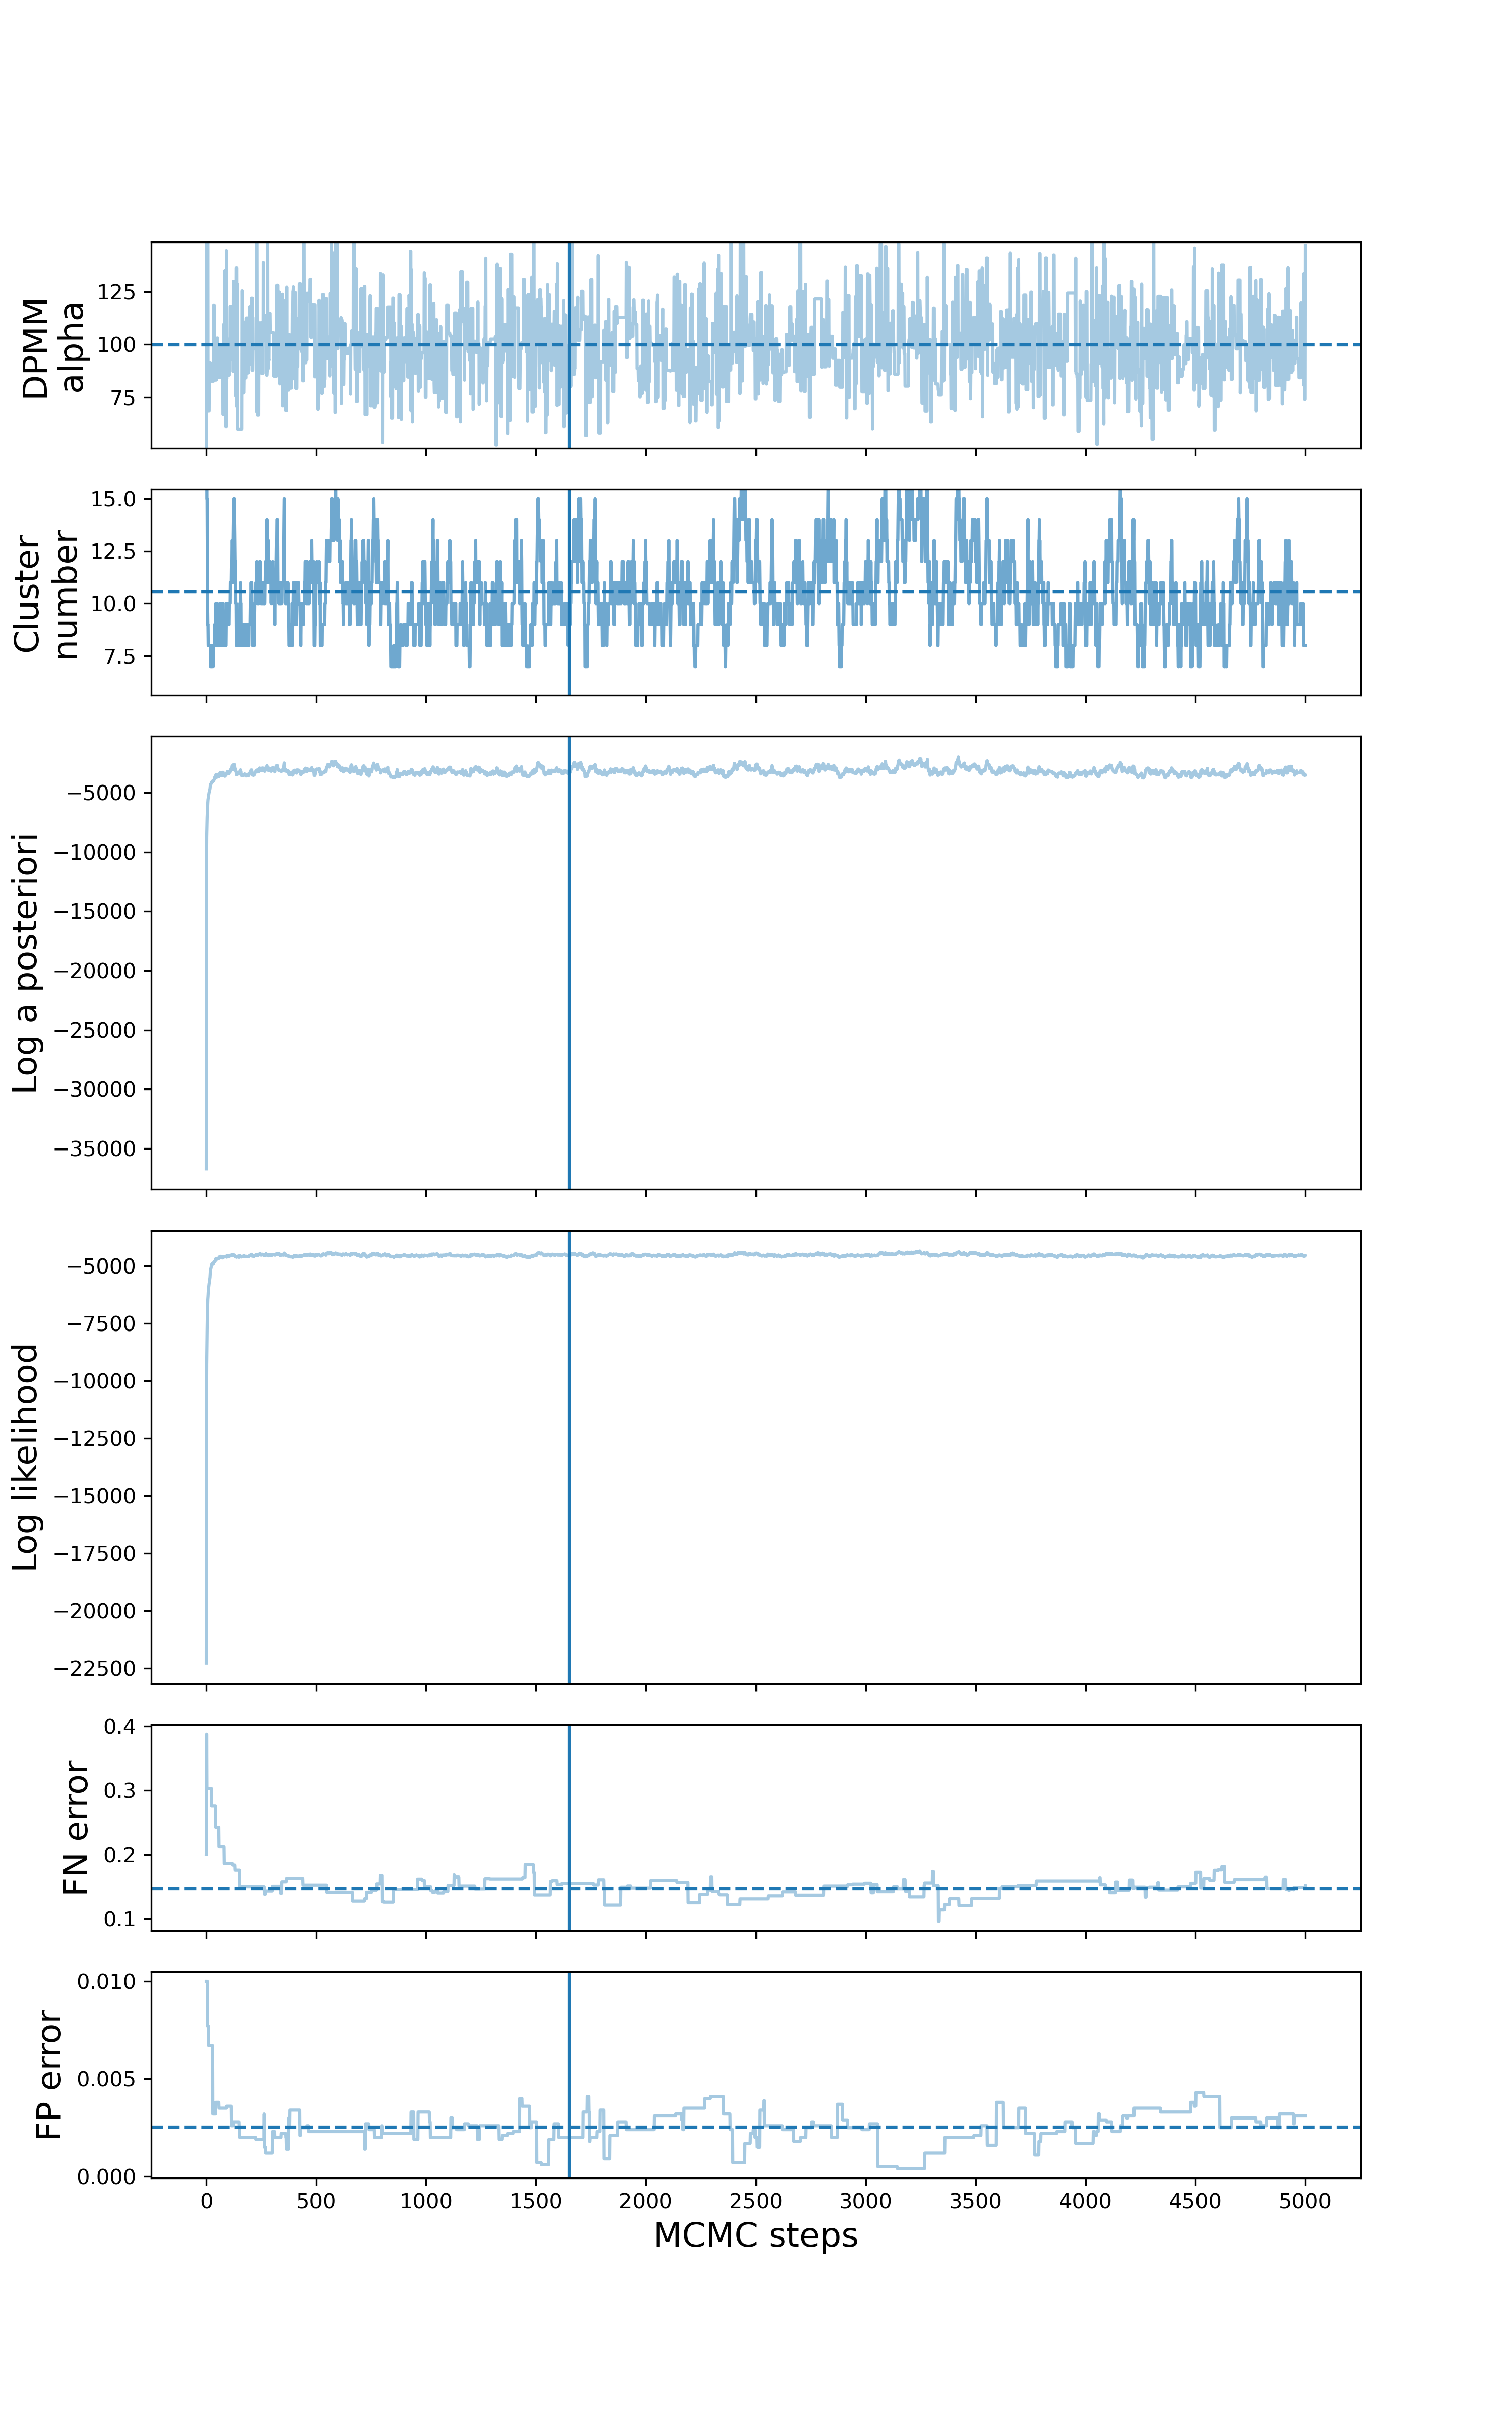 DPMM
alpha
125
100
75
Cluster
number
15.0
12.5
10.0
7.5
Log a posteriori
−5000
−10000
−15000
−20000
−25000
−30000
−35000
Log likelihood
−5000
−7500
−10000
−12500
−15000
−17500
−20000
−22500
FN error
0.4
0.3
0.2
0.1
FP error
0.010
0.005
0.000
0 500 1000 1500 2000 2500 3000 3500 4000 4500 5000
MCMC steps